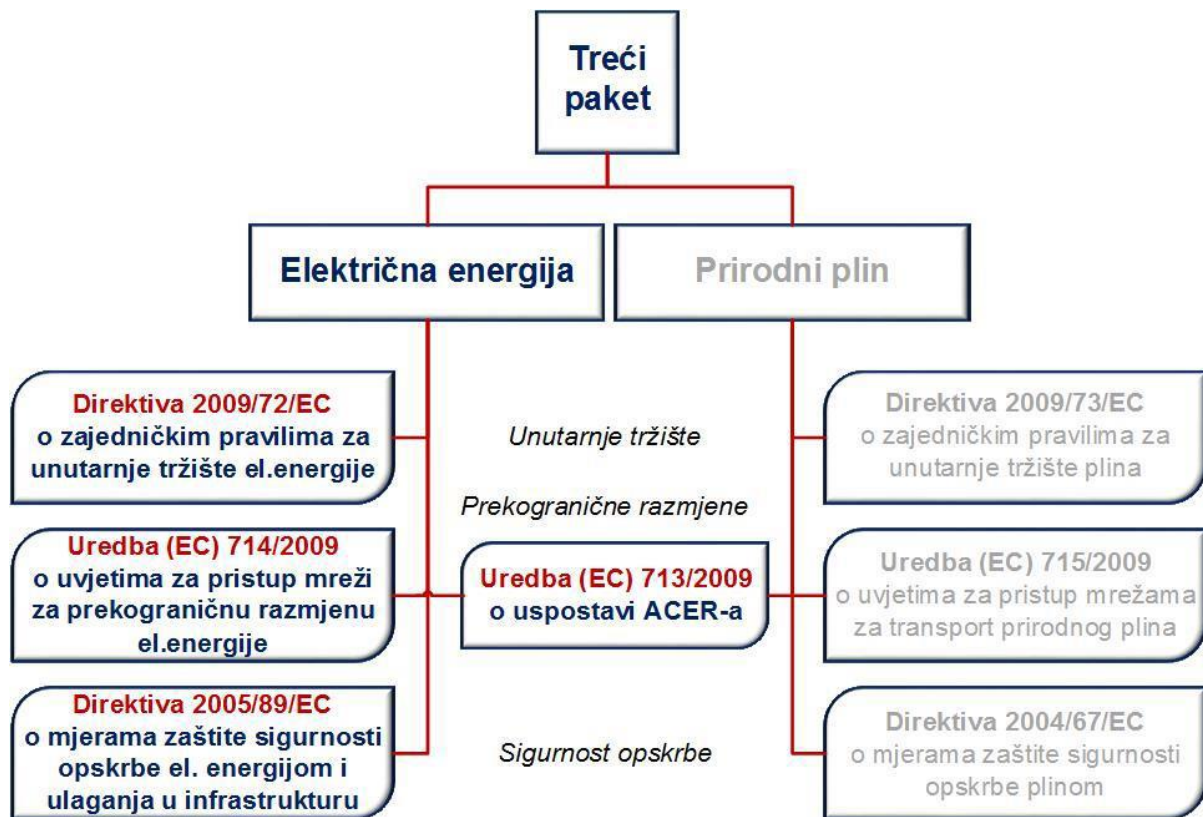 Treći
paket
Električna energija
Prirodni plin
Direktiva 2009/72/EC
o zajedničkim pravilima za
unutarnje tržište el.energije
Unutarnje tržište
Direktiva 2009/73/EC
o zajedničkim pravilima za
unutarnje tržište plina
Prekogranične razmjene
Uredba (EC) 714/2009
o uvjetima za pristup mreži
za prekograničnu razmjenu
el.energije
Uredba (EC) 713/2009
o uspostavi ACER-a
Uredba (EC) 715/2009
o uvjetima za pristup mrežama
za transport prirodnog plina
Direktiva 2005/89/EC
o mjerama zaštite sigurnosti
opskrbe el. energijom i
ulaganja u infrastrukturu
Sigurnost opskrbe
Direktiva 2004/67/EC
o mjerama zaštite sigurnosti
opskrbe plinom